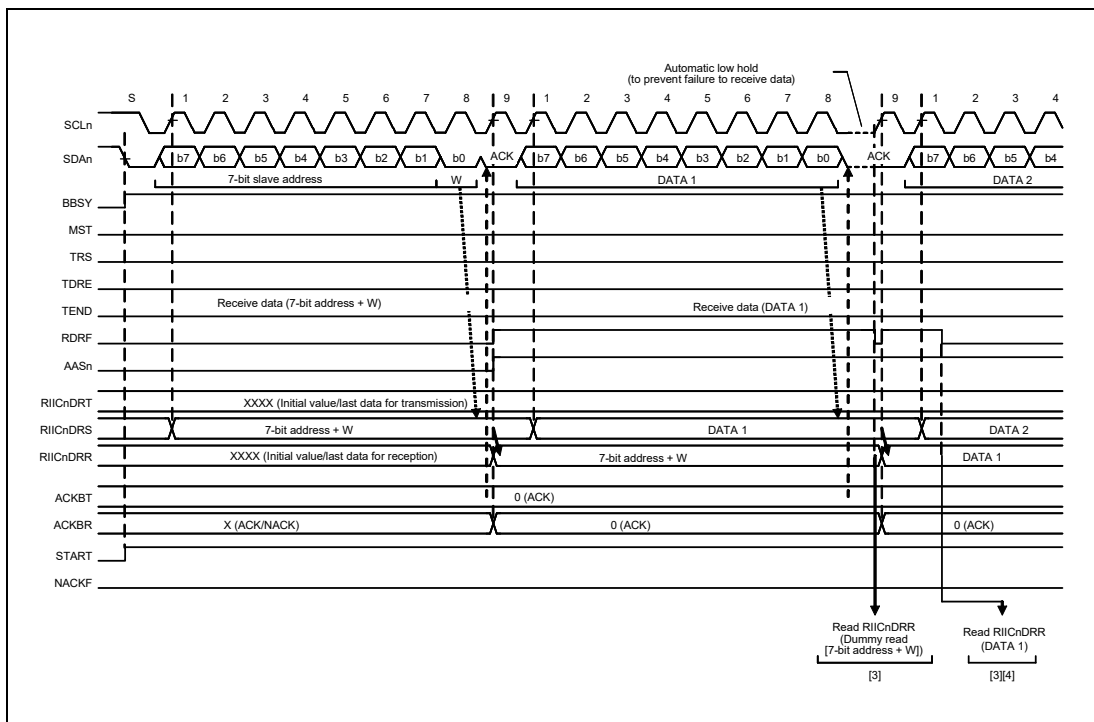 Automatic low hold
(to prevent failure to receive data)
S 1 2 3 4 5 6 7 8 9 1 2 3 4 5 6 7 8 9 1 2 3 4
SCLn
SDAn b7 b6 b5 b4 b3 b2 b1 b0 ACK b7 b6 b5 b4 b3 b2 b1 b0 ACK b7 b6 b5 b4
7-bit slave address W DATA 1 DATA 2
BBSY
MST
TRS
TDRE
Receive data (7-bit address + W) Receive data (DATA 1)
TEND
RDRF
AASn
RIICnDRT XXXX (Initial value/last data for transmission)
RIICnDRS 7-bit address + W DATA 1 DATA 2
RIICnDRR XXXX (Initial value/last data for reception) 7-bit address + W DATA 1
ACKBT 0 (ACK)
ACKBR X (ACK/NACK) 0 (ACK) 0 (ACK)
START
NACKF
Read RIICnDRR
(Dummy read
[7-bit address + W])
[3]
Read RIICnDRR
(DATA 1)
[3][4]